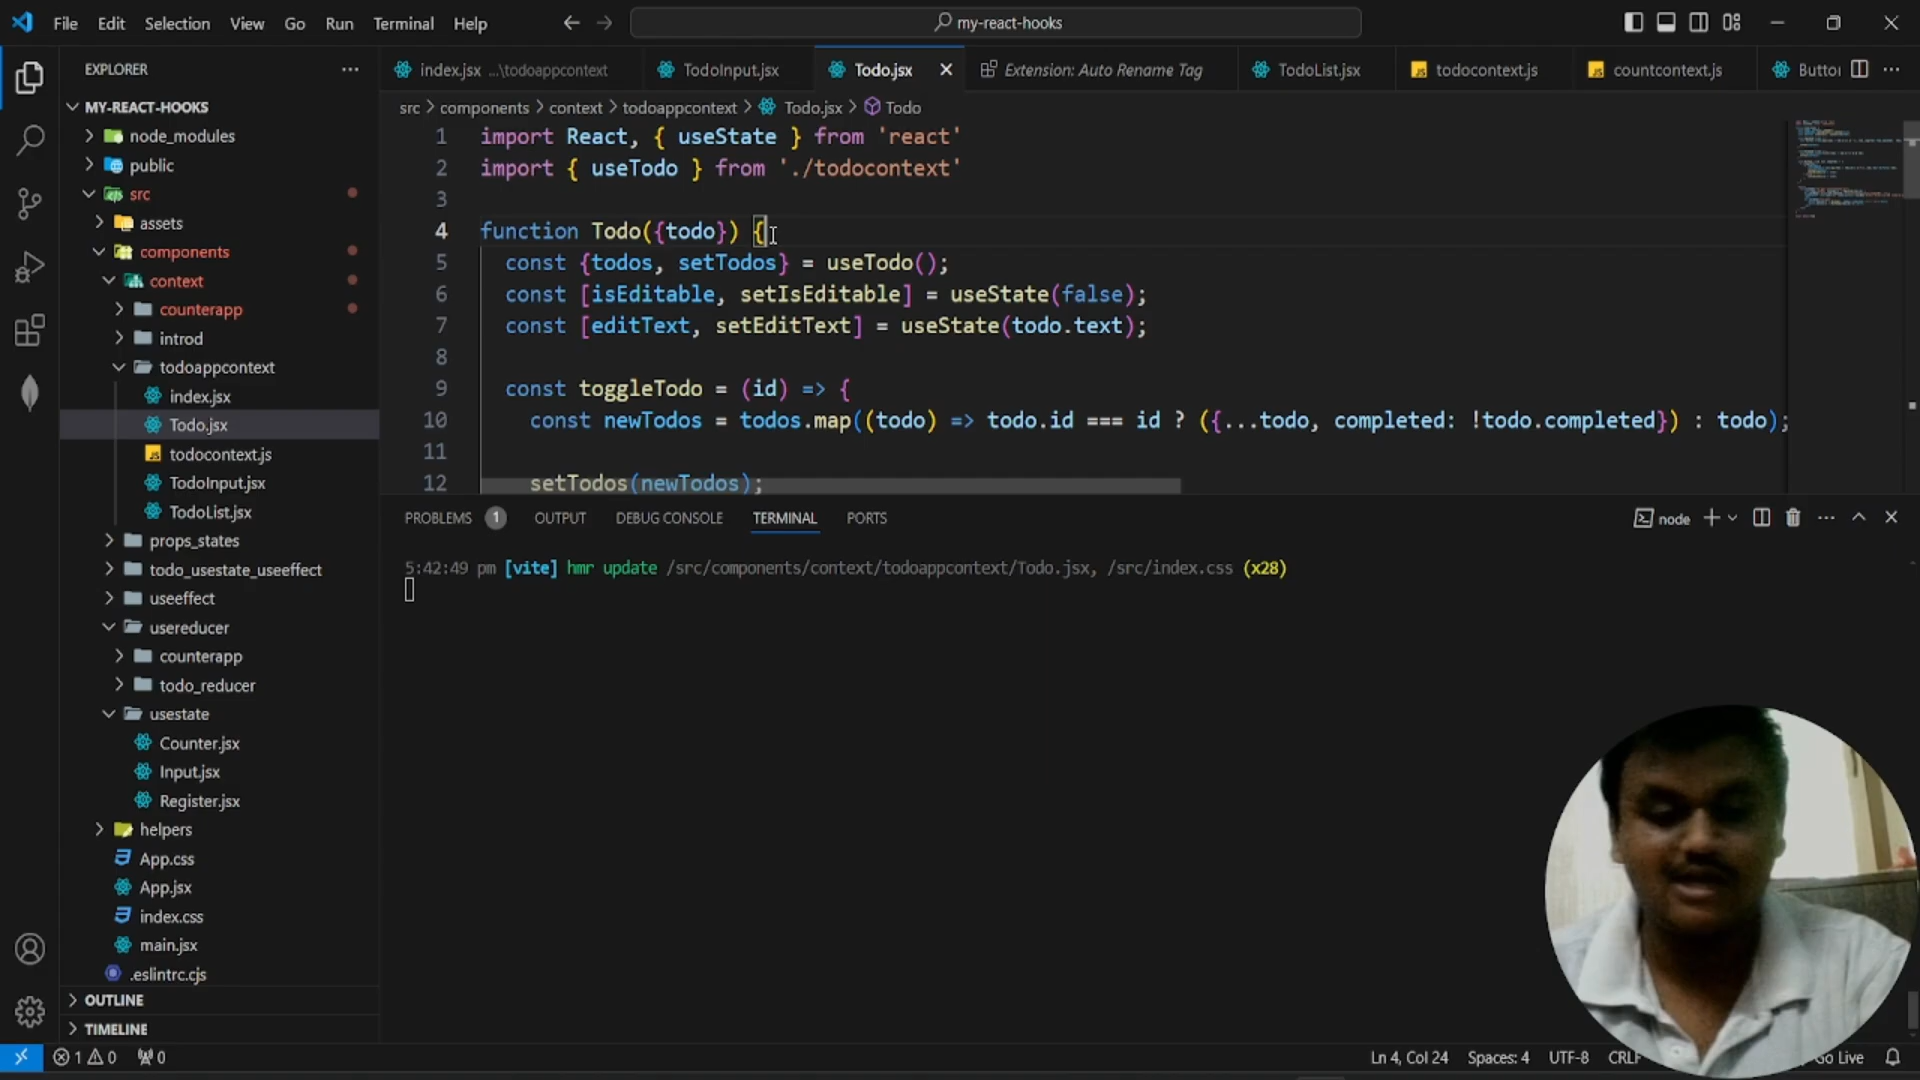 File Edit Selection View Go Run Terminal Help
my-react-hooks
EXPLORER
index.jsx ...\todoappcontext
TodoInput.jsx
Todo.jsx
Extension: Auto Rename Tag
TodoList.jsx
todocontext.js
countcontext.js
MY-REACT-HOOKS
node_modules
public
src
assets
components
context
counterapp
introd
todoappcontext
index.jsx
Todo.jsx
todocontext.js
TodoInput.jsx
TodoList.jsx
props_states
todo_usestate_useeffect
useeffect
usereducer
counterapp
todo_reducer
usestate
Counter.jsx
Input.jsx
Register.jsx
helpers
App.css
App.jsx
index.css
main.jsx
.eslintrc.cjs
OUTLINE
TIMELINE
src > components > context > todoappcontext > Todo.jsx > Todo
1 import React, { useState } from 'react'
2 import { useTodo } from './todocontext'
3
4 function Todo({todo}) {
5 const {todos, setTodos} = useTodo();
6 const [isEditable, setIsEditable] = useState(false);
7 const [editText, setEditText] = useState(todo.text);
8
9 const toggleTodo = (id) => {
10 const newTodos = todos.map((todo) => todo.id === id ? ({...todo, completed: !todo.completed}) : todo);
11
12 setTodos(newTodos);
PROBLEMS 1 OUTPUT DEBUG CONSOLE TERMINAL PORTS
node
5:42:49 pm [vite] hmr update /src/components/context/todoappcontext/Todo.jsx, /src/index.css (x28)
1 0 0
Ln 4, Col 24 Spaces: 4 UTF-8 CRLF Go Live